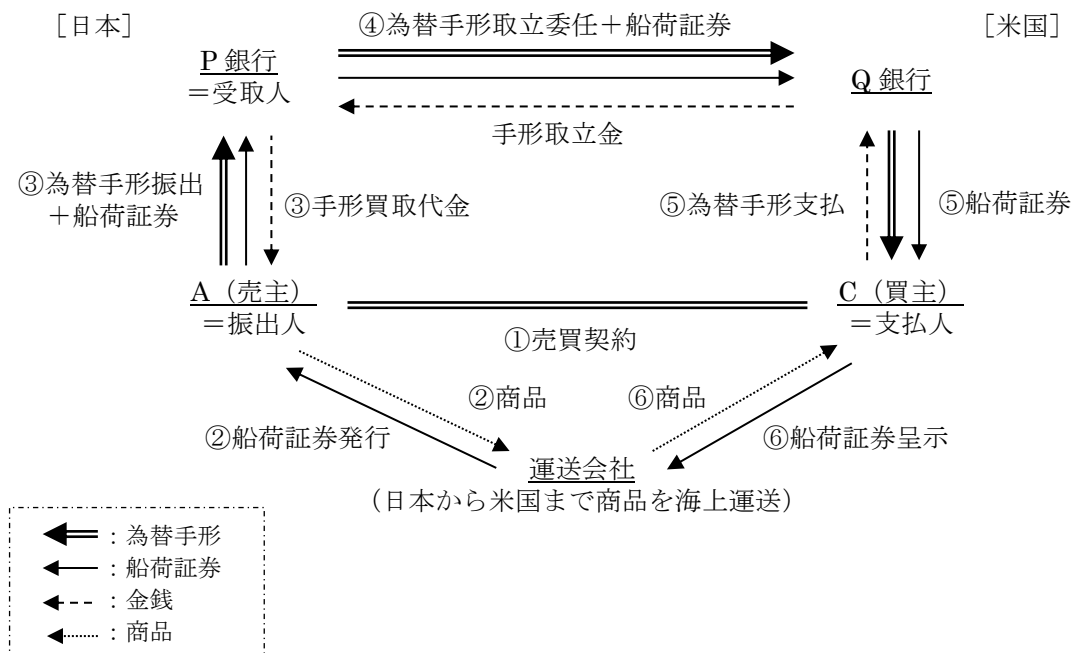 ［日本］
④為替手形取立委任＋船荷証券
［米国］
P 銀行
＝受取人
Q 銀行
手形取立金
③為替手形振出
＋船荷証券
③手形買取代金
⑤為替手形支払
⑤船荷証券
A（売主）
＝振出人
C（買主）
＝支払人
①売買契約
②商品
⑥商品
②船荷証券発行
⑥船荷証券呈示
運送会社
（日本から米国まで商品を海上運送）
：為替手形
：船荷証券
：金銭
：商品